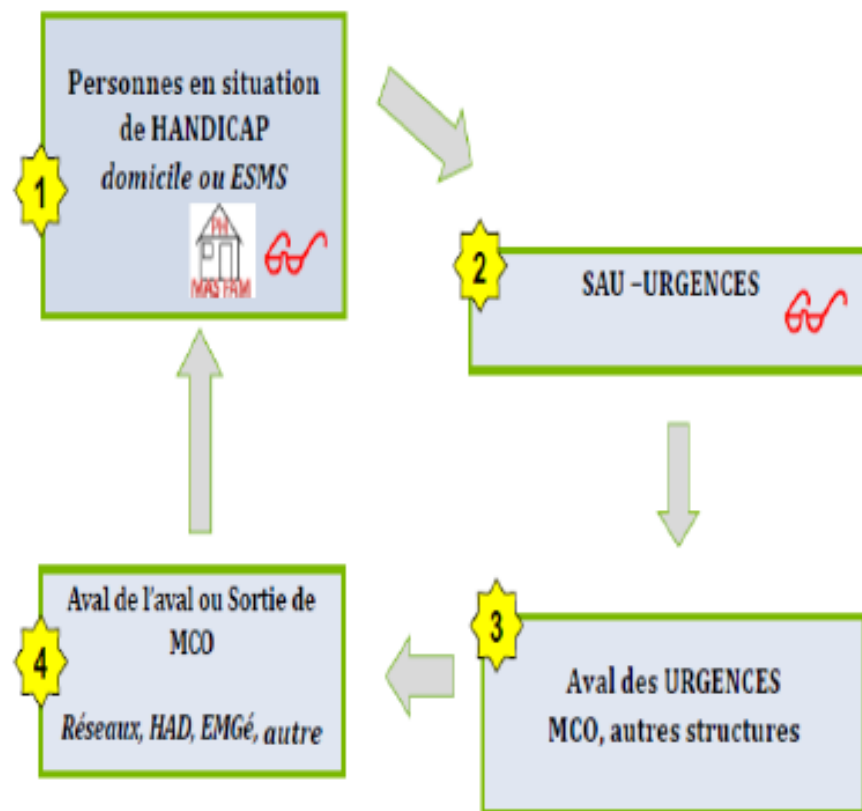 1
Personnes en situation
de HANDICAP
domicile ou ESMS
PH
MAS FAM
2
SAU –URGENCES
3
Aval des URGENCES
MCO, autres structures
4
Aval de l'aval ou Sortie de
MCO
Réseaux, HAD, EMGé, autre